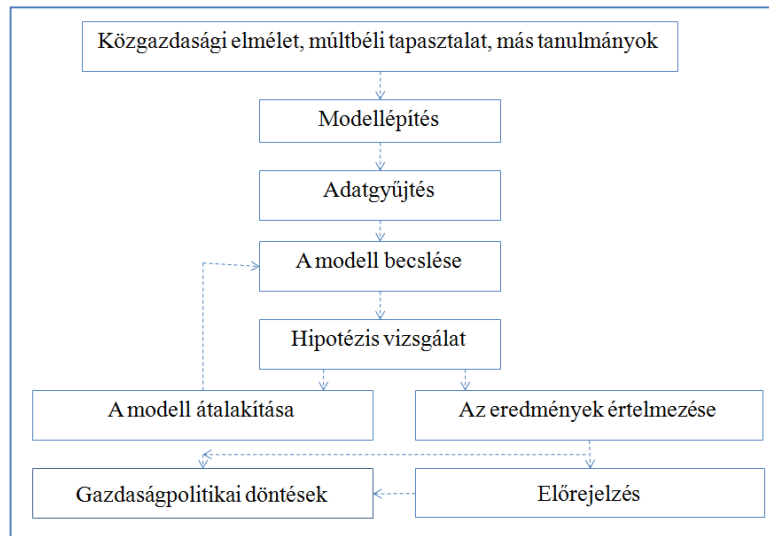 Közgazdasági elmélet, múltbéli tapasztalat, más tanulmányok
Modellépítés
Adatgyűjtés
A modell becslése
Hipotézis vizsgálat
A modell átalakítása
Az eredmények értelmezése
Gazdaságpolitikai döntések
Előrejelzés